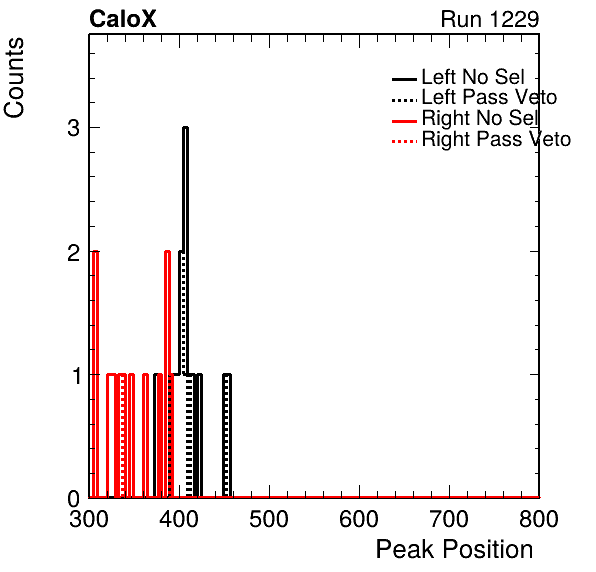 CaloX Run 1229
Counts
Left No Sel
Left Pass Veto
Right No Sel
Right Pass Veto
3
2
1
0
300 400 500 600 700 800
Peak Position